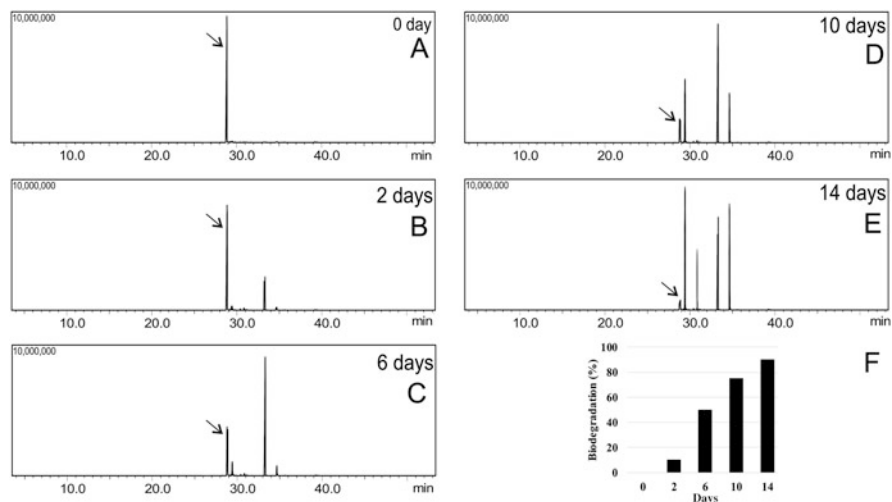 10,000,000
0 day
A
10.0 20.0 30.0 40.0 min
10,000,000
2 days
B
10.0 20.0 30.0 40.0 min
10,000,000
6 days
C
10.0 20.0 30.0 40.0 min
10,000,000
10 days
D
10.0 20.0 30.0 40.0 min
10,000,000
14 days
E
10.0 20.0 30.0 40.0 min
F
Biodegradation (%)
100
80
60
40
20
0
0 2 6 10 14
Days